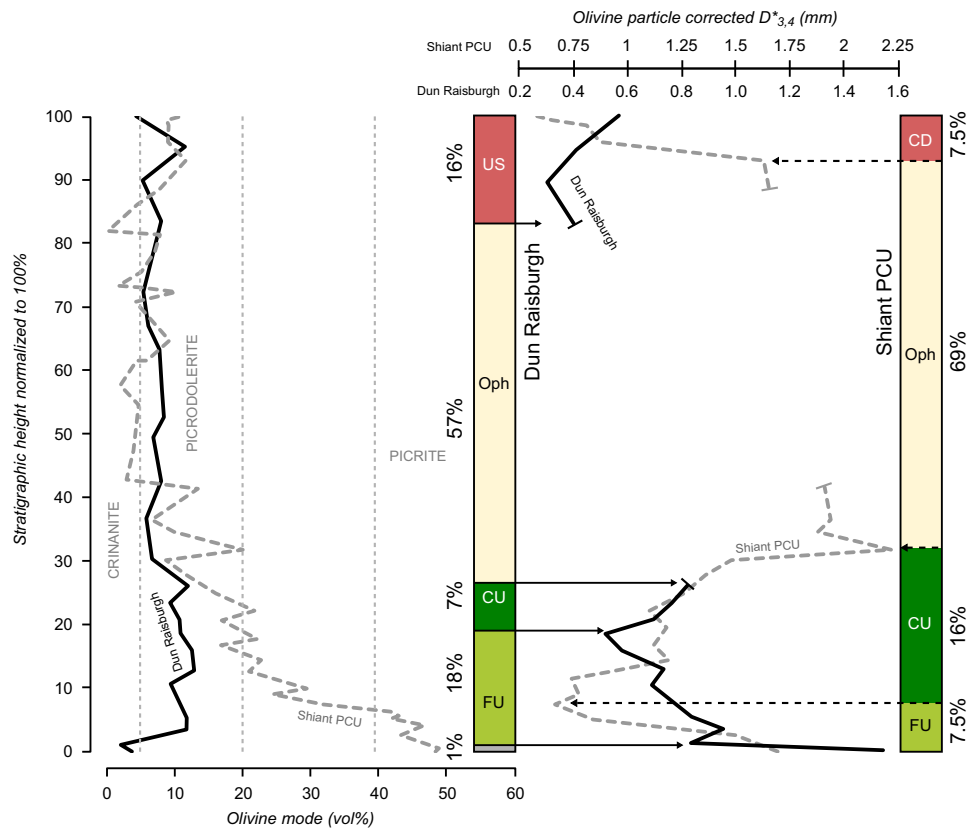 Olivine particle corrected D*3,4 (mm)
Shiant PCU 0.5 0.75 1 1.25 1.5 1.75 2 2.25
Dun Raisburgh 0.2 0.4 0.6 0.8 1.0 1.2 1.4 1.6
Stratigraphic height normalized to 100%
100
90
80
70
60
50
40
30
20
10
0
CRINANITE
PICRODOLERITE
PICRITE
Dun Raisburgh
Shiant PCU
0 10 20 30 40 50 60
Olivine mode (vol%)
16%
57%
7%
18%
1%
US
Oph
CU
FU
Dun Raisburgh
Dun Raisburgh
Shiant PCU
Shiant PCU
CD
Oph
CU
FU
7.5%
69%
16%
7.5%